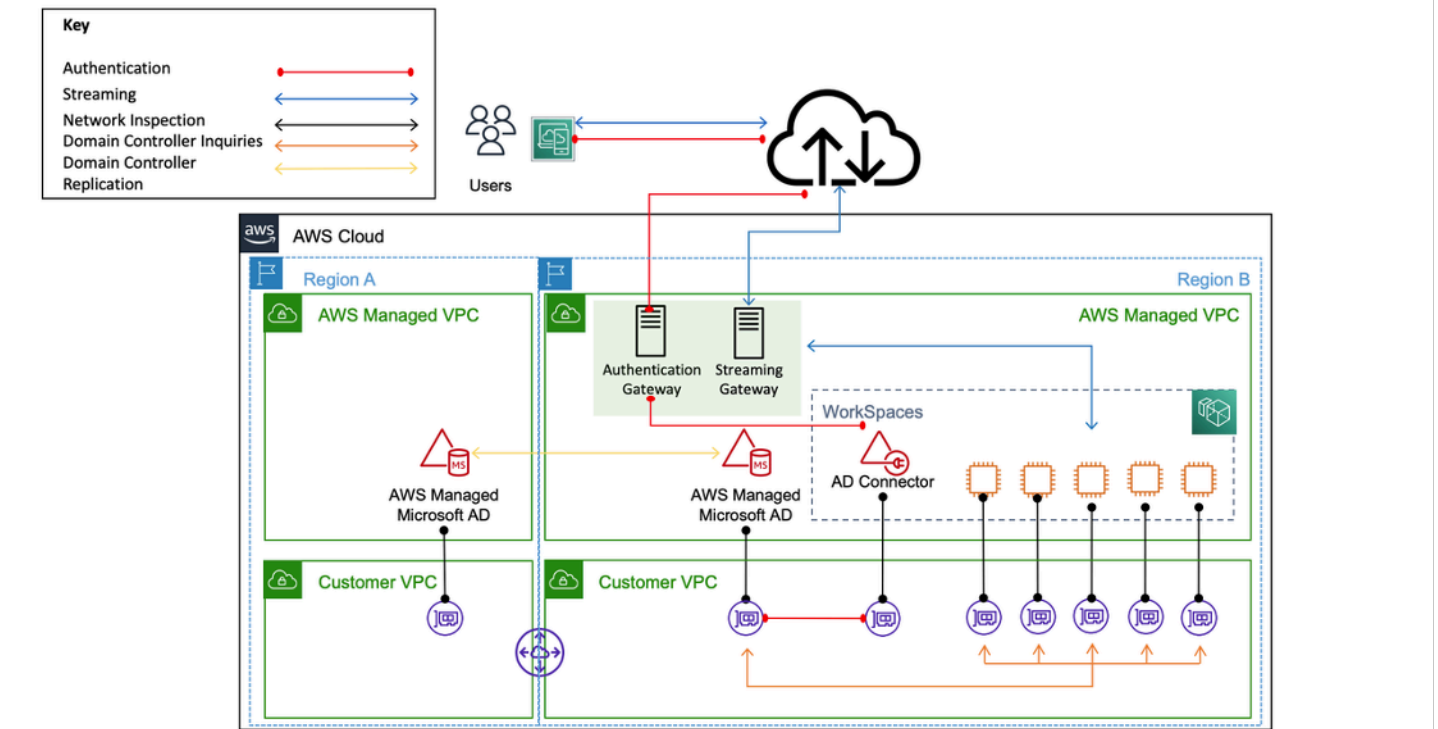 Key
Authentication
Streaming
Network Inspection
Domain Controller Inquiries
Domain Controller
Replication
Users
aws
AWS Cloud
Region A
Region B
AWS Managed VPC
AWS Managed VPC
Authentication
Gateway
Streaming
Gateway
WorkSpaces
MS
AWS Managed
Microsoft AD
MS
AWS Managed
Microsoft AD
AD Connector
Customer VPC
Customer VPC